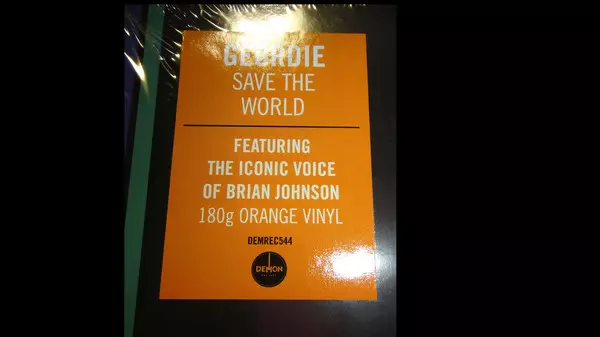 GEORDIE
SAVE THE
WORLD
FEATURING
THE ICONIC VOICE
OF BRIAN JOHNSON
180g ORANGE VINYL
DEMREC544
DEMON